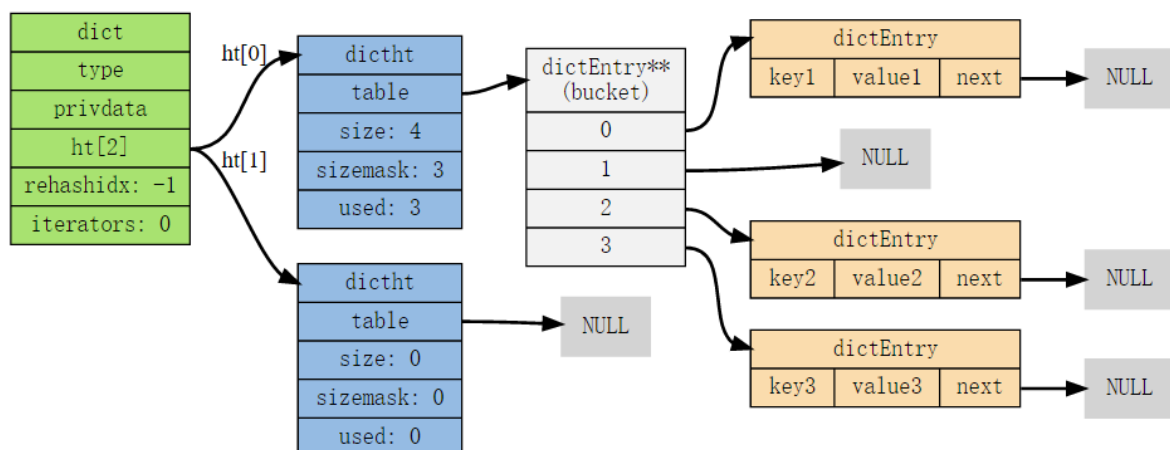 dict
type
privdata
ht[2]
rehashidx: -1
iterators: 0
ht[0]
ht[1]
dictht
table
size: 4
sizemask: 3
used: 3
dictht
table
size: 0
sizemask: 0
used: 0
dictEntry**
(bucket)
0
1
2
3
NULL
NULL
dictEntry
key1 value1 next
NULL
dictEntry
key2 value2 next
NULL
dictEntry
key3 value3 next
NULL